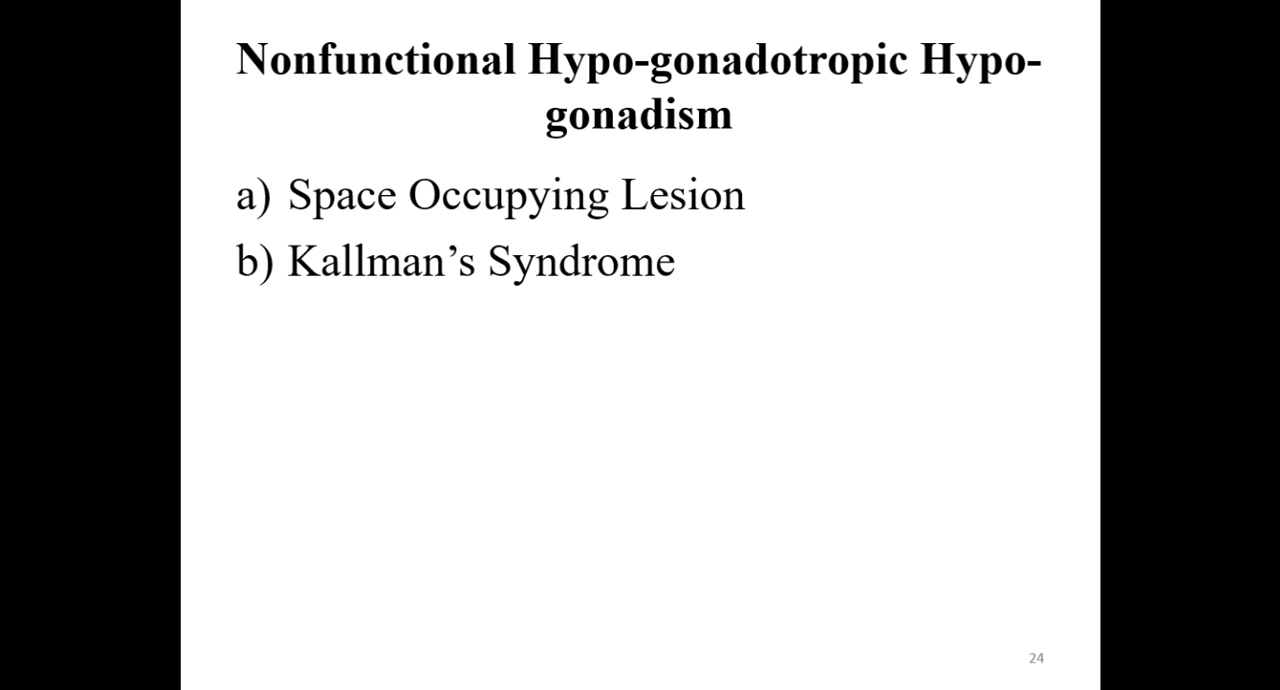 Nonfunctional Hypo-gonadotropic Hypo-
gonadism
a) Space Occupying Lesion
b) Kallman’s Syndrome
24